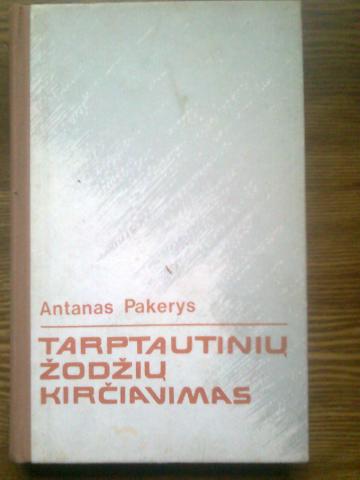 Antanas Pakerys
TARPTAUTINIŲ
ŽODŽIŲ
KIRČIAVIMAS